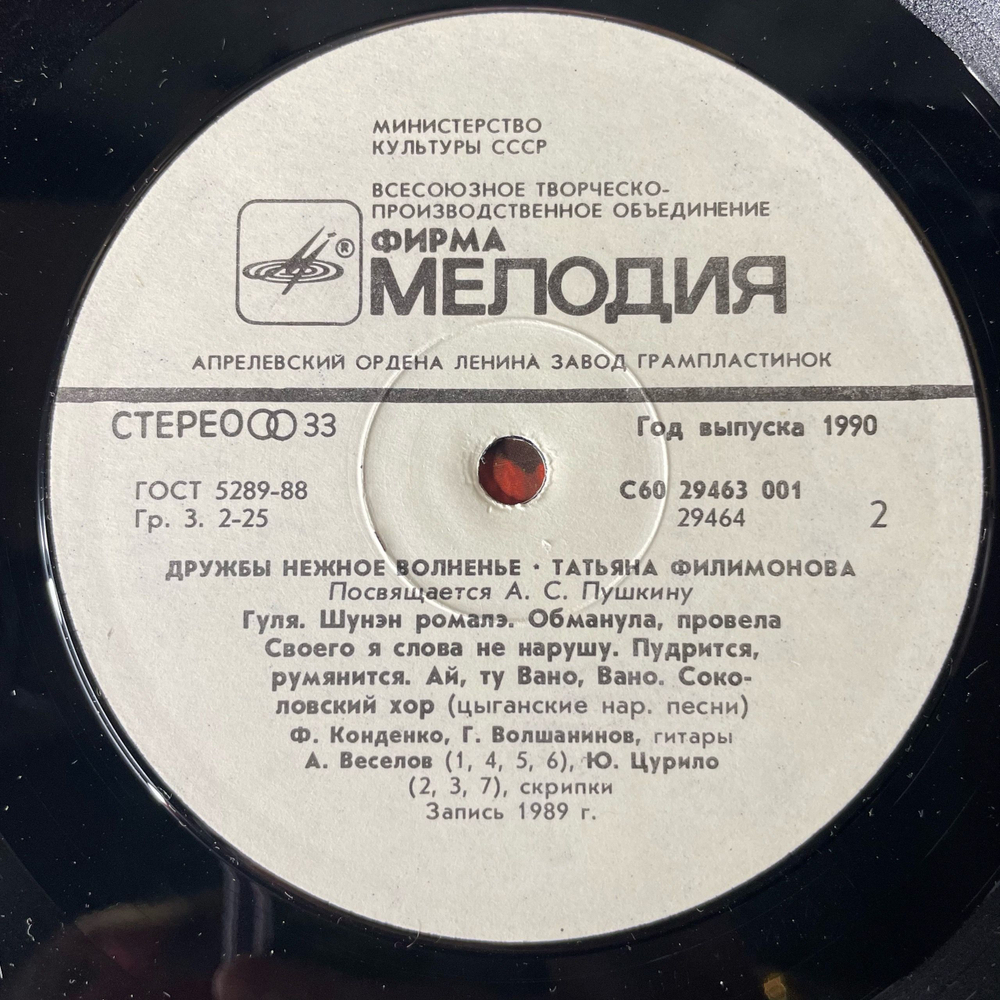 МИНИСТЕРСТВО
КУЛЬТУРЫ СССР
ВСЕСОЮЗНОЕ ТВОРЧЕСКО-
ПРОИЗВОДСТВЕННОЕ ОБЪЕДИНЕНИЕ
®
ФИРМА
МЕЛОДИЯ
АПРЕЛЕВСКИЙ ОРДЕНА ЛЕНИНА ЗАВОД ГРАМПЛАСТИНОК
СТЕРЕО 33
Год выпуска 1990
ГОСТ 5289-88
С60 29463 001
Гр. 3. 2-25
29464
2
ДРУЖБЫ НЕЖНОЕ ВОЛНЕНЬЕ · ТАТЬЯНА ФИЛИМОНОВА
Посвящается А. С. Пушкину
Гуля. Шунэн ромалэ. Обманула, провела
Своего я слова не нарушу. Пудрится,
румянится. Ай, ту Вано, Вано. Соко-
ловский хор (цыганские нар. песни)
Ф. Конденко, Г. Волшанинов, гитары
А. Веселов (1, 4, 5, 6), Ю. Цурило
(2, 3, 7), скрипки
Запись 1989 г.